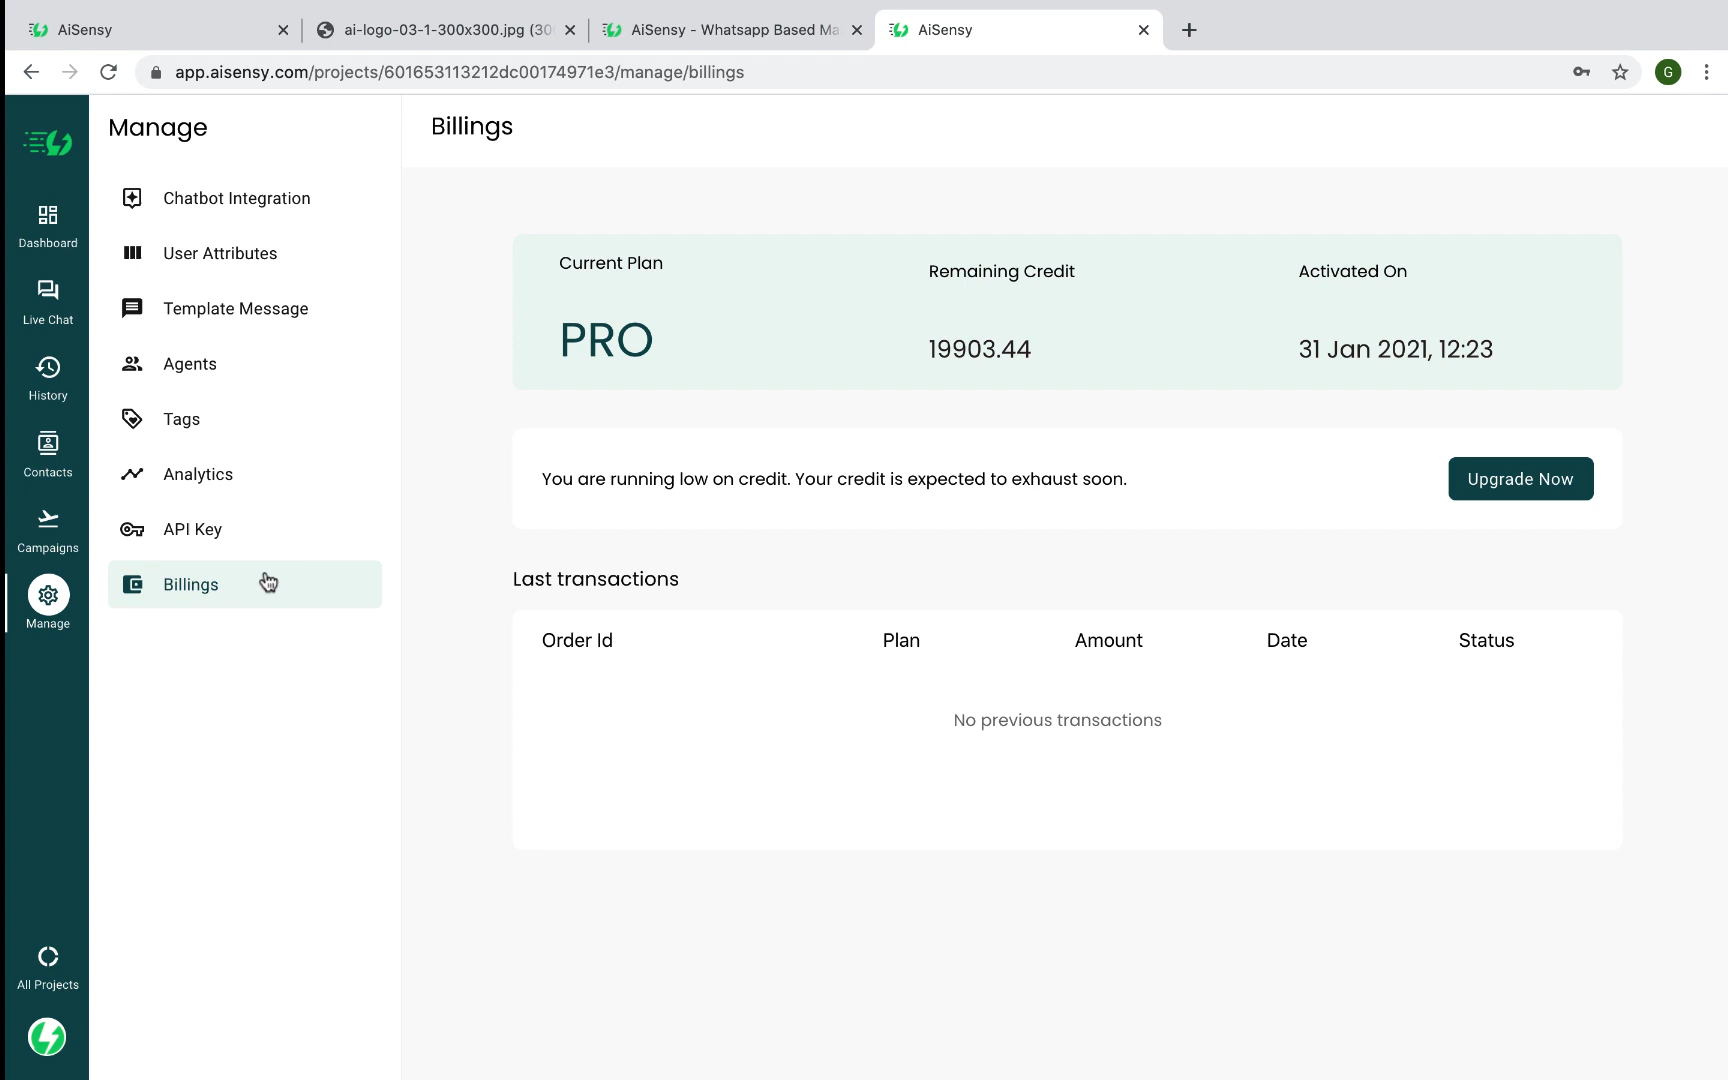 AiSensy
ai-logo-03-1-300x300.jpg (30
AiSensy - Whatsapp Based Ma
AiSensy
app.aisensy.com/projects/601653113212dc00174971e3/manage/billings
G
Manage
Billings
Dashboard
Live Chat
History
Contacts
Campaigns
Manage
All Projects
Chatbot Integration
User Attributes
Template Message
Agents
Tags
Analytics
API Key
Billings
Current Plan
Remaining Credit
Activated On
PRO
19903.44
31 Jan 2021, 12:23
You are running low on credit. Your credit is expected to exhaust soon.
Upgrade Now
Last transactions
Order Id
Plan
Amount
Date
Status
No previous transactions